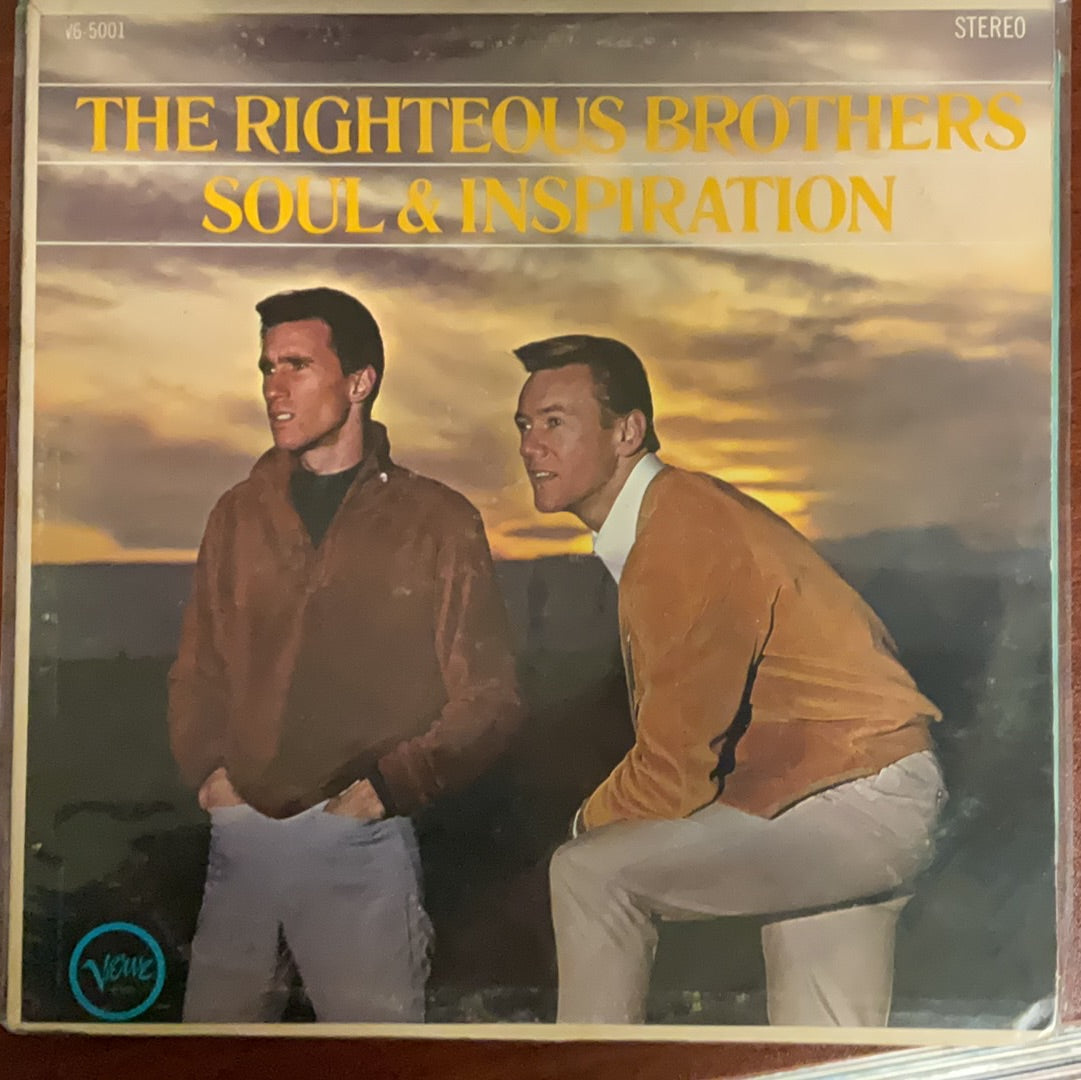 V6-5001
STEREO
THE RIGHTEOUS BROTHERS
SOUL & INSPIRATION
Verve